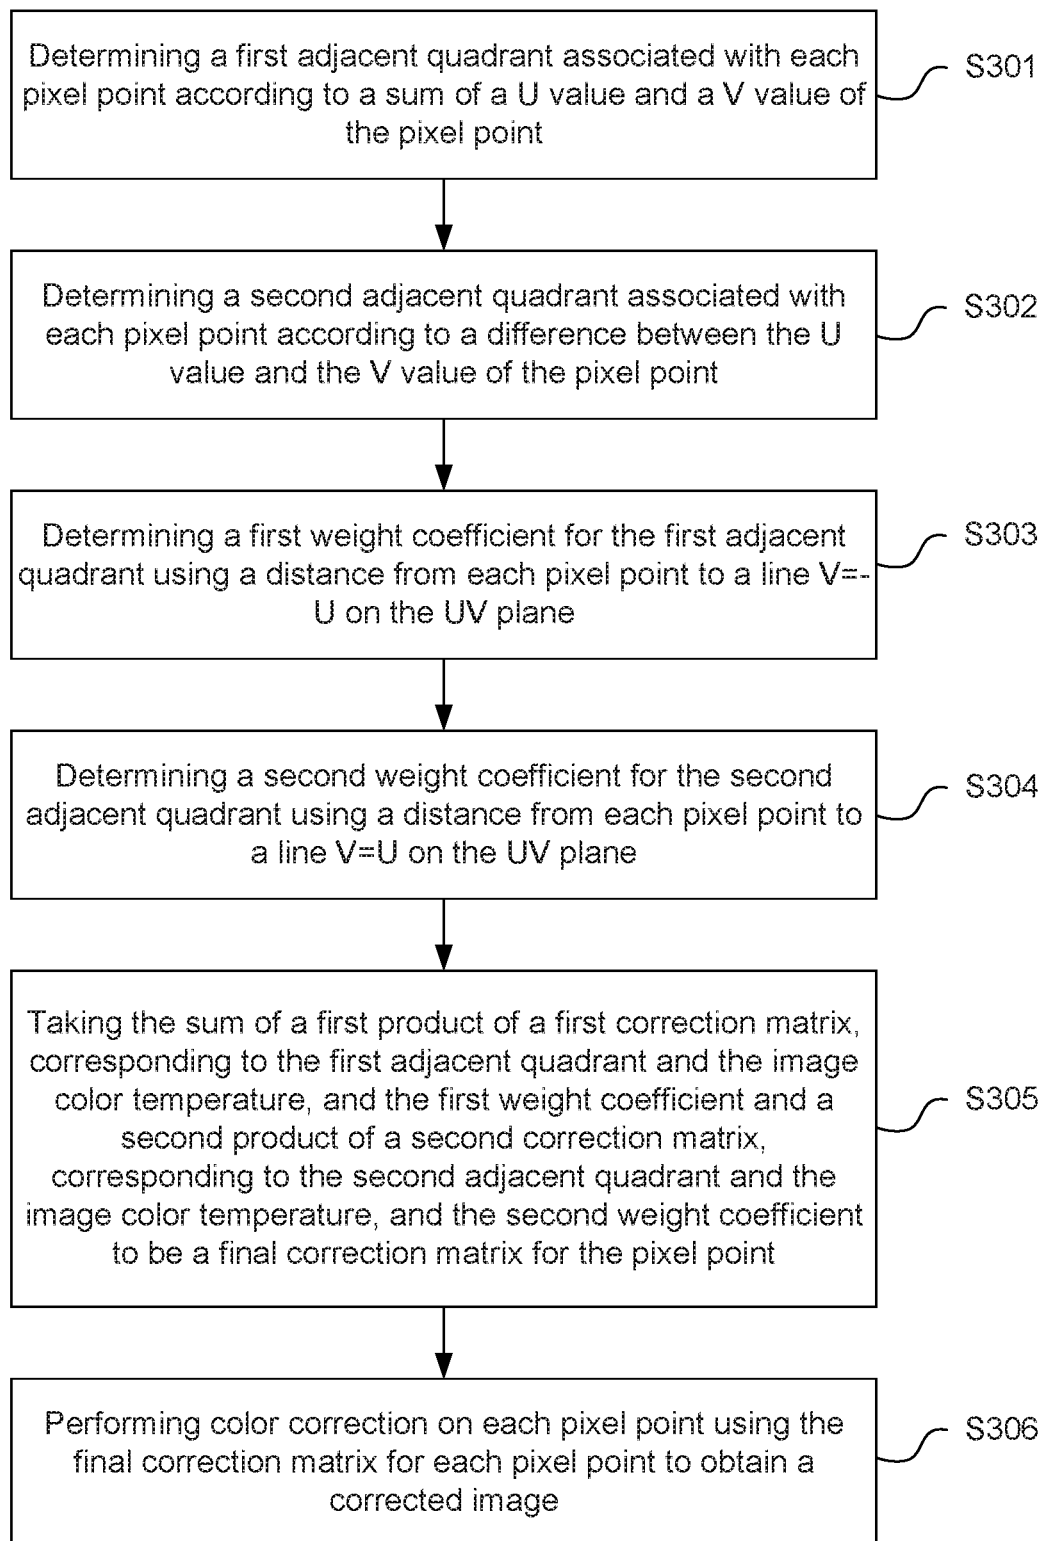 Determining a first adjacent quadrant associated with each
pixel point according to a sum of a U value and a V value of
the pixel point
S301
Determining a second adjacent quadrant associated with
each pixel point according to a difference between the U
value and the V value of the pixel point
S302
Determining a first weight coefficient for the first adjacent
quadrant using a distance from each pixel point to a line V=-
U on the UV plane
S303
Determining a second weight coefficient for the second
adjacent quadrant using a distance from each pixel point to
a line V=U on the UV plane
S304
Taking the sum of a first product of a first correction matrix,
corresponding to the first adjacent quadrant and the image
color temperature, and the first weight coefficient and a
second product of a second correction matrix,
corresponding to the second adjacent quadrant and the
image color temperature, and the second weight coefficient
to be a final correction matrix for the pixel point
S305
Performing color correction on each pixel point using the
final correction matrix for each pixel point to obtain a
corrected image
S306